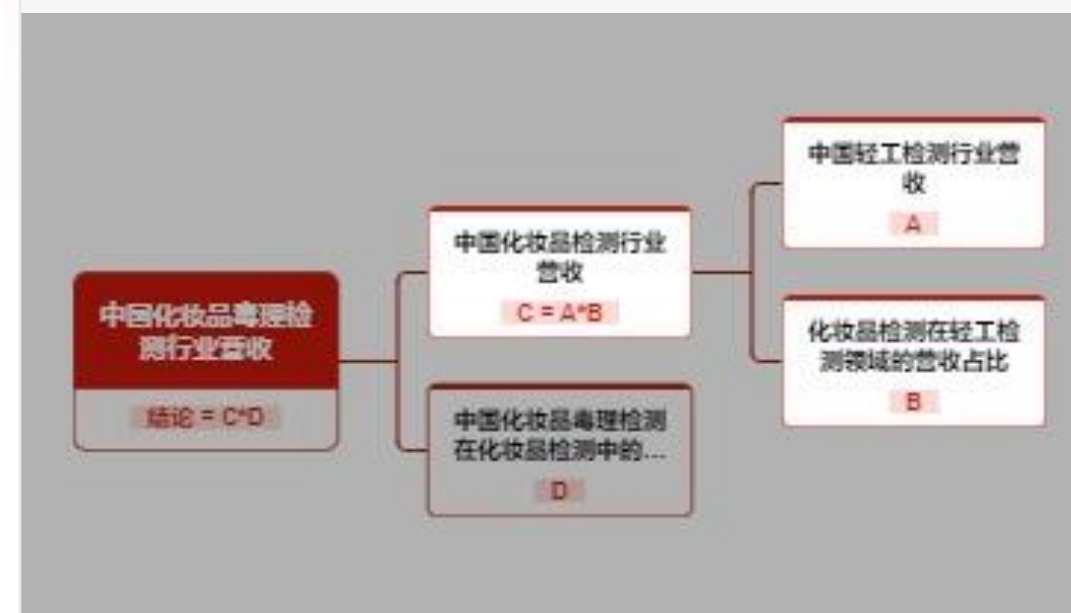 中国化妆品毒理检
测行业营收
结论 = C*D
中国化妆品检测行业
营收
C = A*B
中国化妆品毒理检测
在化妆品检测中的...
D
中国轻工检测行业营
收
A
化妆品检测在轻工检
测领域的营收占比
B